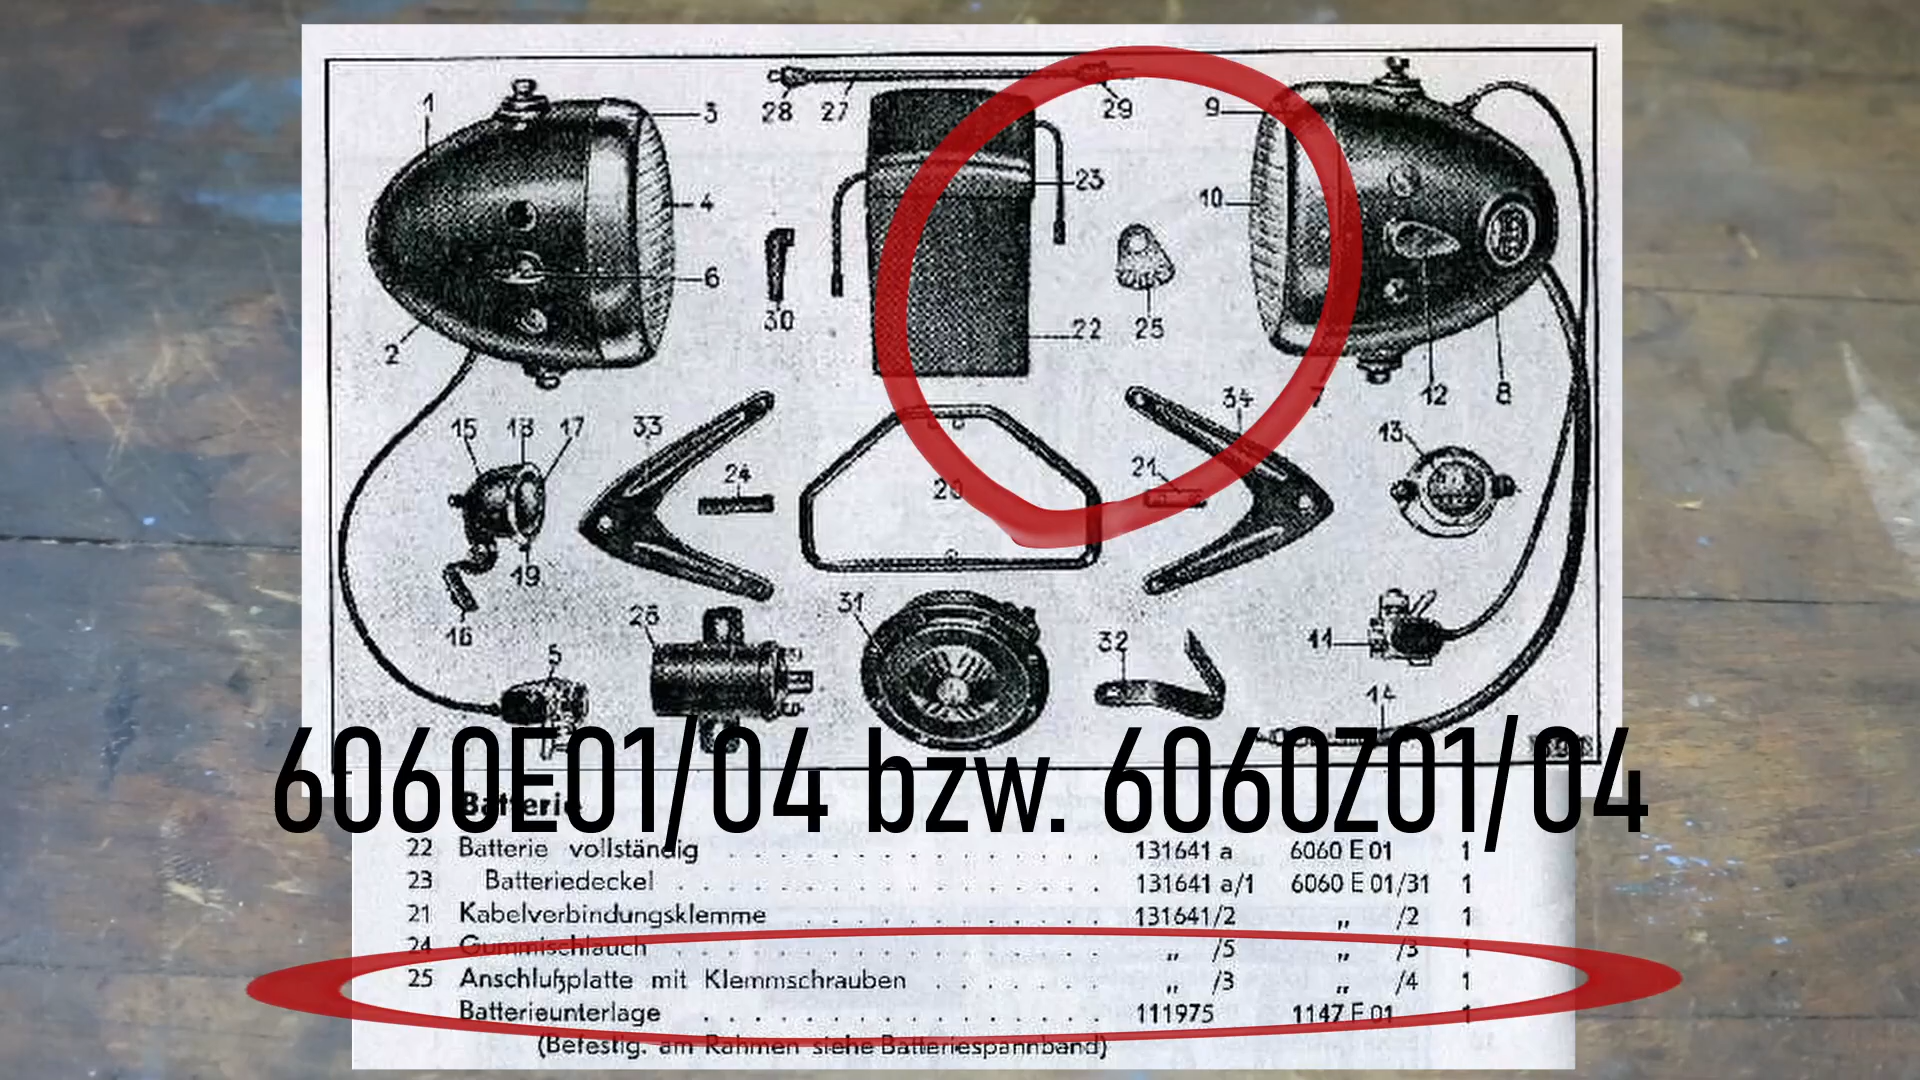 1
3
28 27
29
9
23
4
10
6
30
22 25
2
34
7
12 8
15 18 17 33
13
24
21
20
19
16
31
5
32
11
14
6060E01/04 bzw. 6060Z01/04
Batterie
22 Batterie vollständig . . . . . . . . . . . . . . 131641 a 6060 E 01 1
23 Batteriedeckel . . . . . . . . . . . . . . . 131641 a/1 6060 E 01/31 1
21 Kabelverbindungsklemme . . . . . . . . . . . 131641/2 „ /2 1
24 Gummischlauch . . . . . . . . . . . . . . . „ /5 „ /3 1
25 Anschlußplatte mit Klemmschrauben . . . . . . . „ /3 „ /4 1
Batterieunterlage . . . . . . . . . . . . . . . 111975 1147 E 01 1
(Befestig. am Rahmen siehe Batteriespannband)